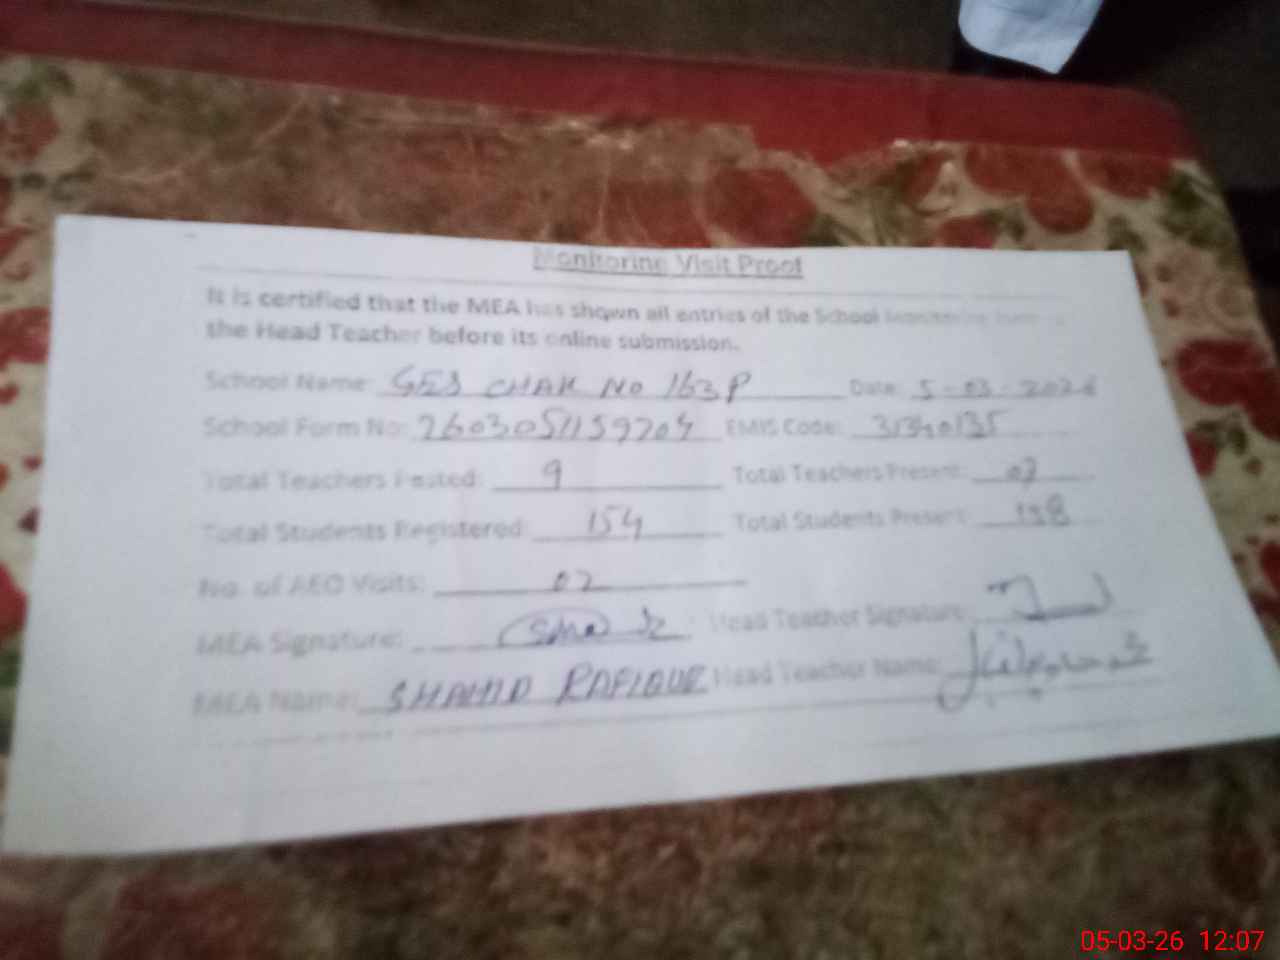 Monitoring Visit Proof
It is certified that the MEA has shown all entries of the School Monitoring
the Head Teacher before its online submission.
School Name: GES CHAK NO 163P Date: 5-03-2026
School Form No: 2603051159704 EMIS Code: 31340135
Total Teachers Posted: 9 Total Teachers Present: 07
Total Students Registered: 154 Total Students Present: 138
No. of AEO Visits: 02
MEA Signature: Head Teacher Signature:
MEA Name: SHAHID RAFIQUE Head Teacher Name:
05-03-26 12:07